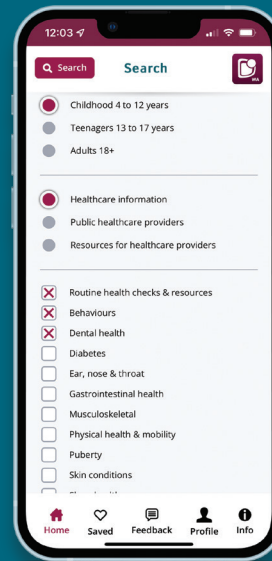 12:03
Search
Search
WA
Childhood 4 to 12 years
Teenagers 13 to 17 years
Adults 18+
Healthcare information
Public healthcare providers
Resources for healthcare providers
Routine health checks & resources
Behaviours
Dental health
Diabetes
Ear, nose & throat
Gastrointestinal health
Musculoskeletal
Physical health & mobility
Puberty
Skin conditions
Home
Saved
Feedback
Profile
Info